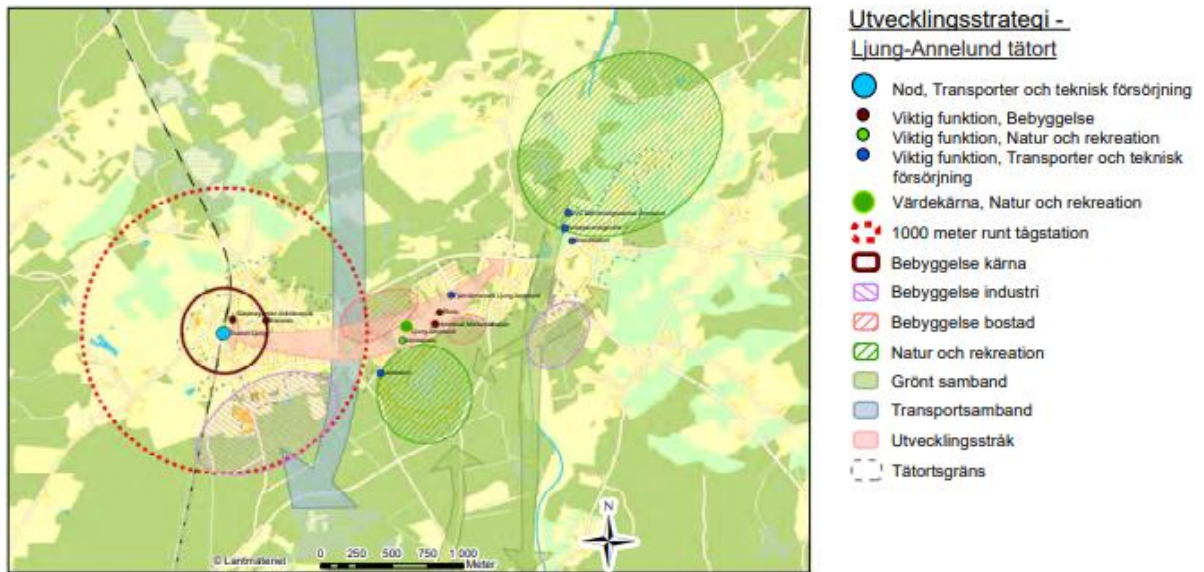 Utvecklingsstrategi -
Ljung-Annelund tätort
Nod, Transporter och teknisk försörjning
Viktig funktion, Bebyggelse
Viktig funktion, Natur och rekreation
Viktig funktion, Transporter och teknisk
försörjning
Värdekärna, Natur och rekreation
1000 meter runt tågstation
Bebyggelse kärna
Bebyggelse industri
Bebyggelse bostad
Natur och rekreation
Grönt samband
Transportsamband
Utvecklingsstråk
Tätortsgräns
N
© Lantmäteriet
0 250 500 750 1 000
Meter